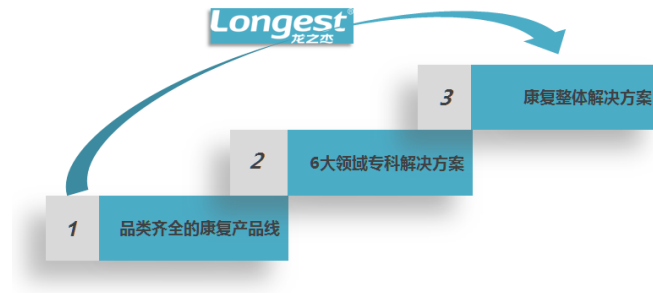 Longest®
龙之杰
3 康复整体解决方案
2 6大领域专科解决方案
1 品类齐全的康复产品线